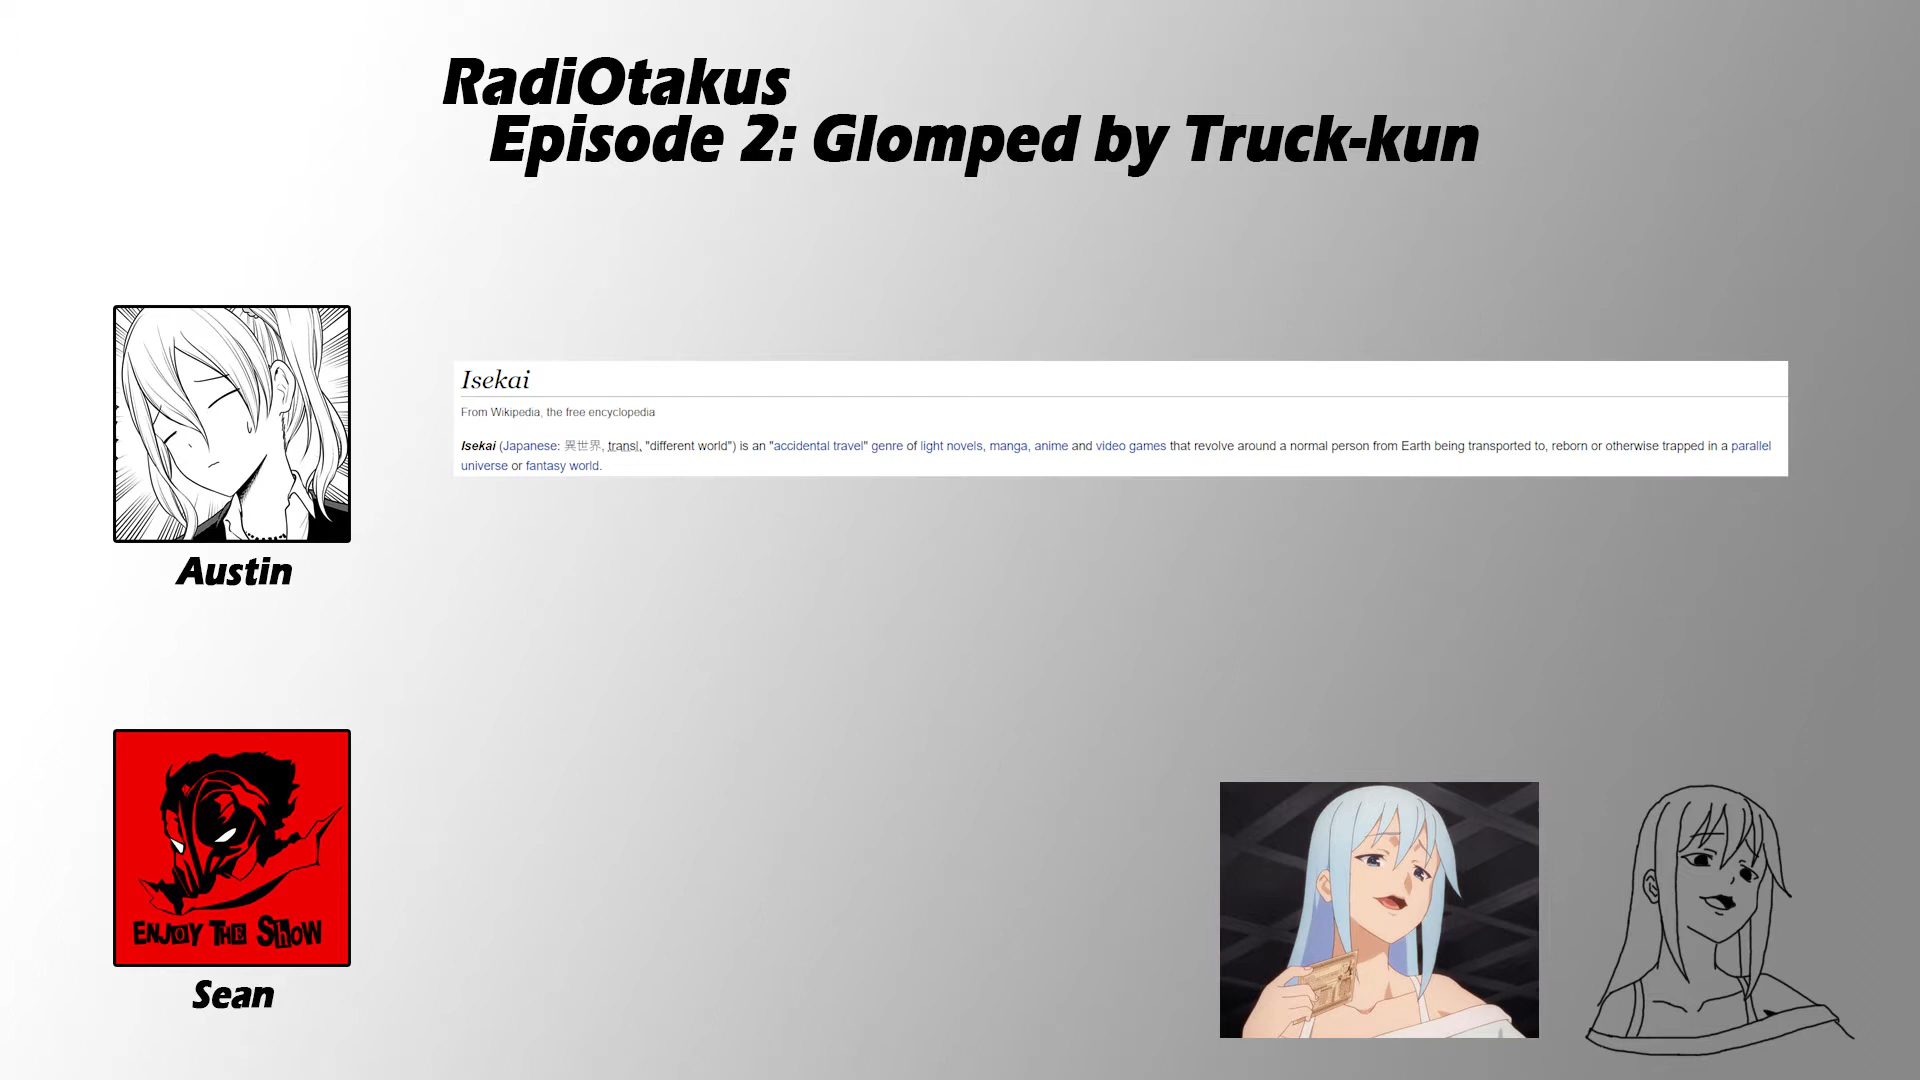 RadiOtakus
Episode 2: Glomped by Truck-kun
Isekai
From Wikipedia, the free encyclopedia
Isekai (Japanese: 異世界, transl. "different world") is an "accidental travel" genre of light novels, manga, anime and video games that revolve around a normal person from Earth being transported to, reborn or otherwise trapped in a parallel
universe or fantasy world.
Austin
ENJOY THE SHOW
Sean